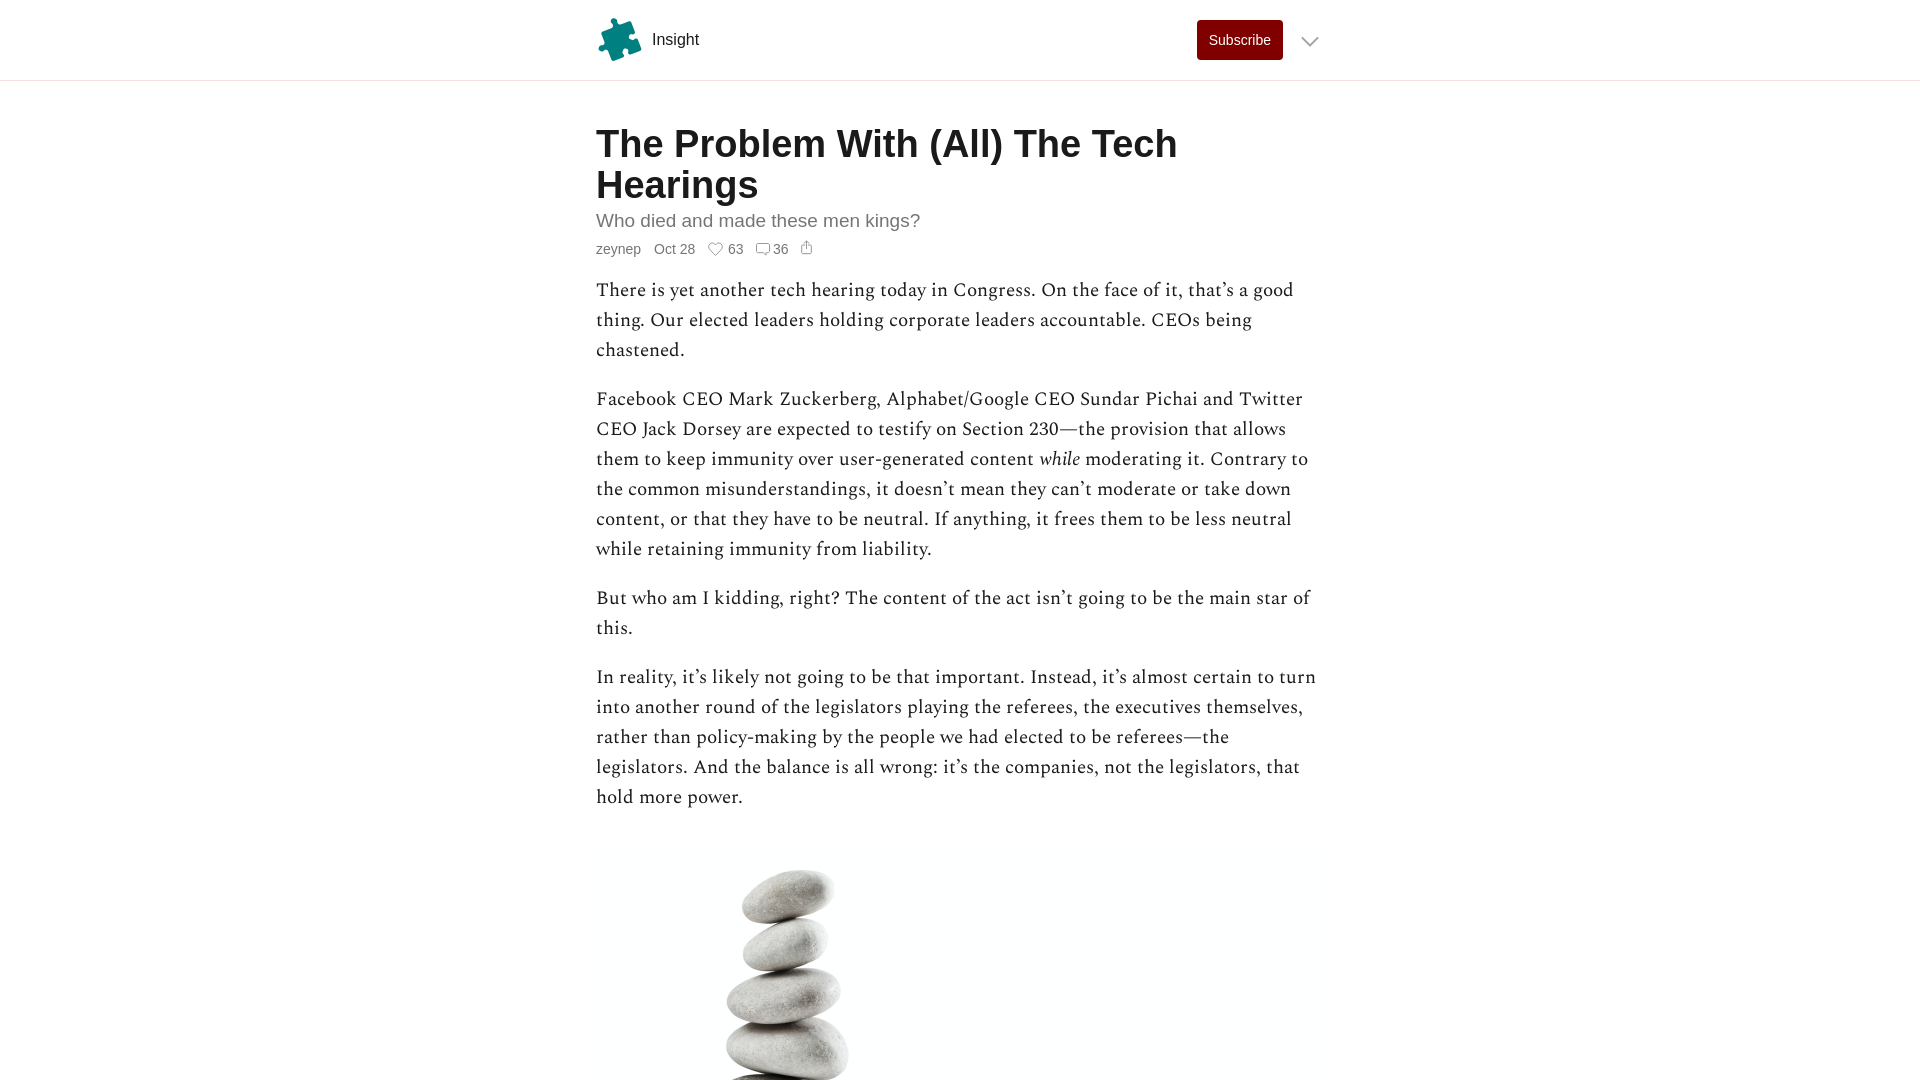 Insight
Subscribe
The Problem With (All) The Tech
Hearings
Who died and made these men kings?
zeynep Oct 28 63 36
There is yet another tech hearing today in Congress. On the face of it, that’s a good
thing. Our elected leaders holding corporate leaders accountable. CEOs being
chastened.
Facebook CEO Mark Zuckerberg, Alphabet/Google CEO Sundar Pichai and Twitter
CEO Jack Dorsey are expected to testify on Section 230—the provision that allows
them to keep immunity over user-generated content while moderating it. Contrary to
the common misunderstandings, it doesn’t mean they can’t moderate or take down
content, or that they have to be neutral. If anything, it frees them to be less neutral
while retaining immunity from liability.
But who am I kidding, right? The content of the act isn’t going to be the main star of
this.
In reality, it’s likely not going to be that important. Instead, it’s almost certain to turn
into another round of the legislators playing the referees, the executives themselves,
rather than policy-making by the people we had elected to be referees—the
legislators. And the balance is all wrong: it’s the companies, not the legislators, that
hold more power.